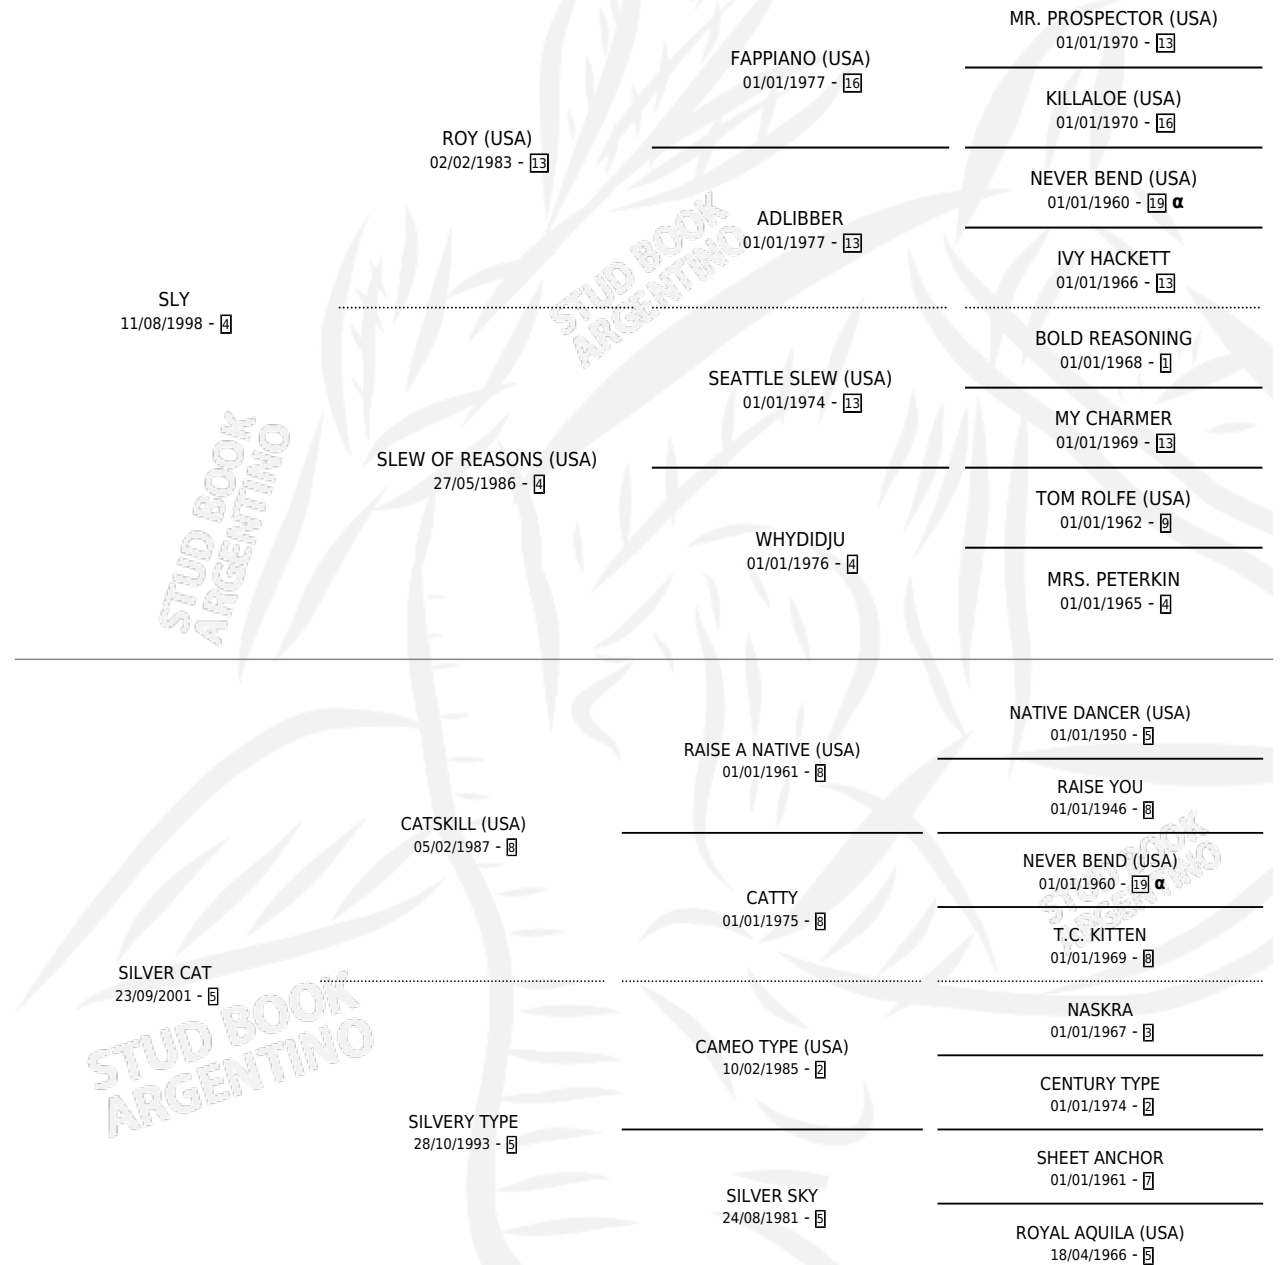 MR. PROSPECTOR (USA)
01/01/1970 - 13
FAPPIANO (USA)
01/01/1977 - 16
KILLALOE (USA)
01/01/1970 - 16
ROY (USA)
02/02/1983 - 13
NEVER BEND (USA)
01/01/1960 - 19 α
ADLIBBER
01/01/1977 - 13
IVY HACKETT
01/01/1966 - 13
SLY
11/08/1998 - 4
BOLD REASONING
01/01/1968 - 1
SEATTLE SLEW (USA)
01/01/1974 - 13
MY CHARMER
01/01/1969 - 13
SLEW OF REASONS (USA)
27/05/1986 - 4
TOM ROLFE (USA)
01/01/1962 - 9
WHYDIDJU
01/01/1976 - 4
MRS. PETERKIN
01/01/1965 - 4
NATIVE DANCER (USA)
01/01/1950 - 5
RAISE A NATIVE (USA)
01/01/1961 - 8
RAISE YOU
01/01/1946 - 8
CATSKILL (USA)
05/02/1987 - 8
NEVER BEND (USA)
01/01/1960 - 19 α
CATTY
01/01/1975 - 8
T.C. KITTEN
01/01/1969 - 8
SILVER CAT
23/09/2001 - 5
NASKRA
01/01/1967 - 3
CAMEO TYPE (USA)
10/02/1985 - 2
CENTURY TYPE
01/01/1974 - 2
SILVERY TYPE
28/10/1993 - 5
SHEET ANCHOR
01/01/1961 - 7
SILVER SKY
24/08/1981 - 5
ROYAL AQUILA (USA)
18/04/1966 - 5
STUD BOOK
ARGENTINO
STUD BOOK
ARGENTINO
STUD BOOK
ARGENTINO
STUD BOOK
ARGENTINO